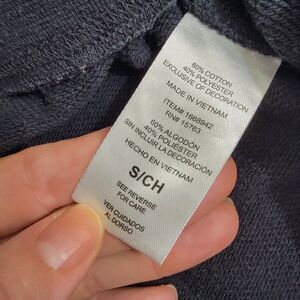 60% COTTON
40% POLYESTER
EXCLUSIVE OF DECORATION
MADE IN VIETNAM
ITEM# 1668942
RN# 15763
60% ALGODÓN
40% POLIÉSTER
SIN INCLUIR LA DECORACIÓN
HECHO EN VIETNAM
S/CH
SEE REVERSE
FOR CARE
VER CUIDADOS
AL DORSO